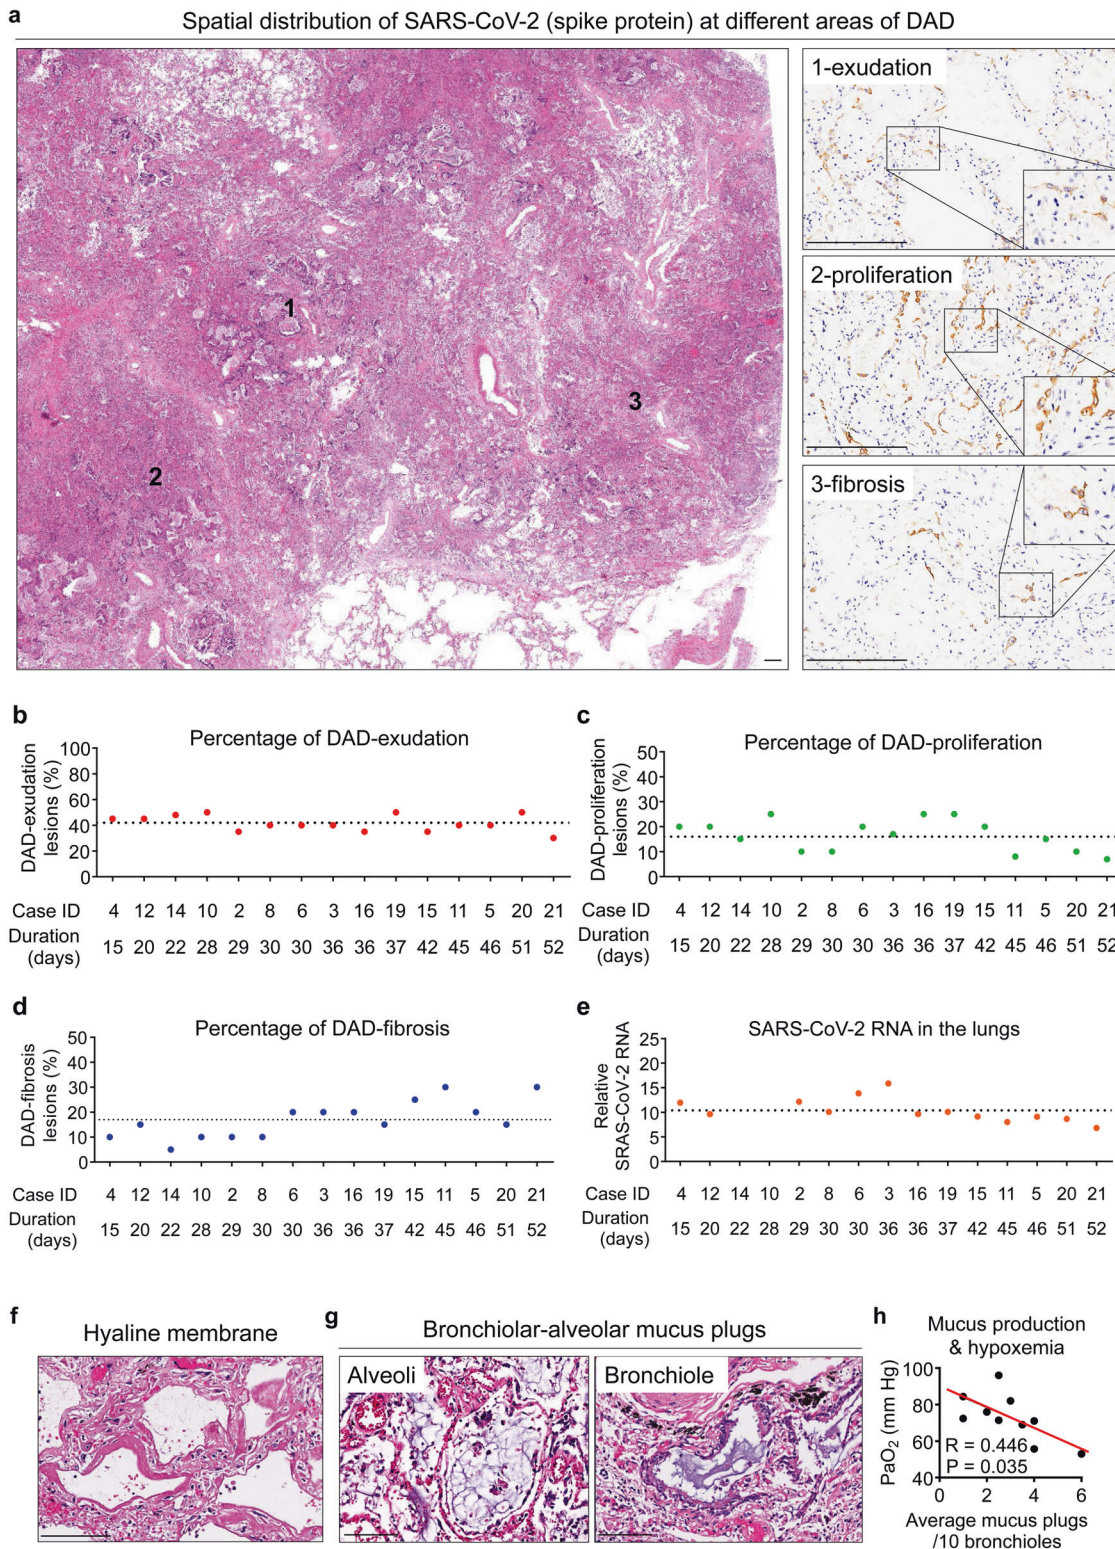 a
Spatial distribution of SARS-CoV-2 (spike protein) at different areas of DAD
1
2
3
1-exudation
2-proliferation
3-fibrosis
b
Percentage of DAD-exudation
DAD-exudation
lesions (%)
100
80
60
40
20
0
Case ID 4 12 14 10 2 8 6 3 16 19 15 11 5 20 21
Duration
(days) 15 20 22 28 29 30 30 36 36 37 42 45 46 51 52
c
Percentage of DAD-proliferation
DAD-proliferation
lesions (%)
50
40
30
20
10
0
Case ID 4 12 14 10 2 8 6 3 16 19 15 11 5 20 21
Duration
(days) 15 20 22 28 29 30 30 36 36 37 42 45 46 51 52
d
Percentage of DAD-fibrosis
DAD-fibrosis
lesions (%)
50
40
30
20
10
0
Case ID 4 12 14 10 2 8 6 3 16 19 15 11 5 20 21
Duration
(days) 15 20 22 28 29 30 30 36 36 37 42 45 46 51 52
e
SARS-CoV-2 RNA in the lungs
Relative
SRAS-CoV-2 RNA
25
20
15
10
5
0
Case ID 4 12 14 10 2 8 6 3 16 19 15 11 5 20 21
Duration
(days) 15 20 22 28 29 30 30 36 36 37 42 45 46 51 52
f
Hyaline membrane
g
Bronchiolar-alveolar mucus plugs
Alveoli
Bronchiole
h
Mucus production
& hypoxemia
PaO₂ (mm Hg)
100
80
60
40
R = 0.446
P = 0.035
0 2 4 6
Average mucus plugs
/10 bronchioles